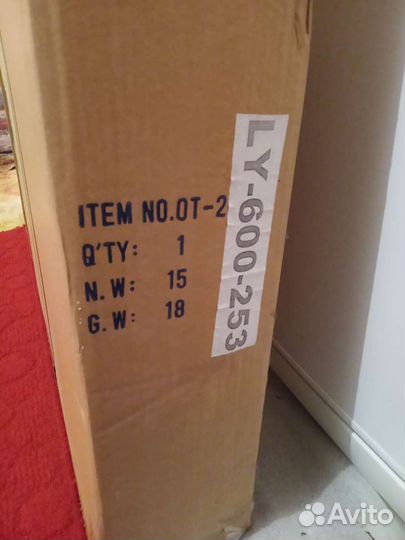 ITEM NO.OT-2
Q'TY: 1
N.W: 15
G.W: 18
LY-600-253
Avito